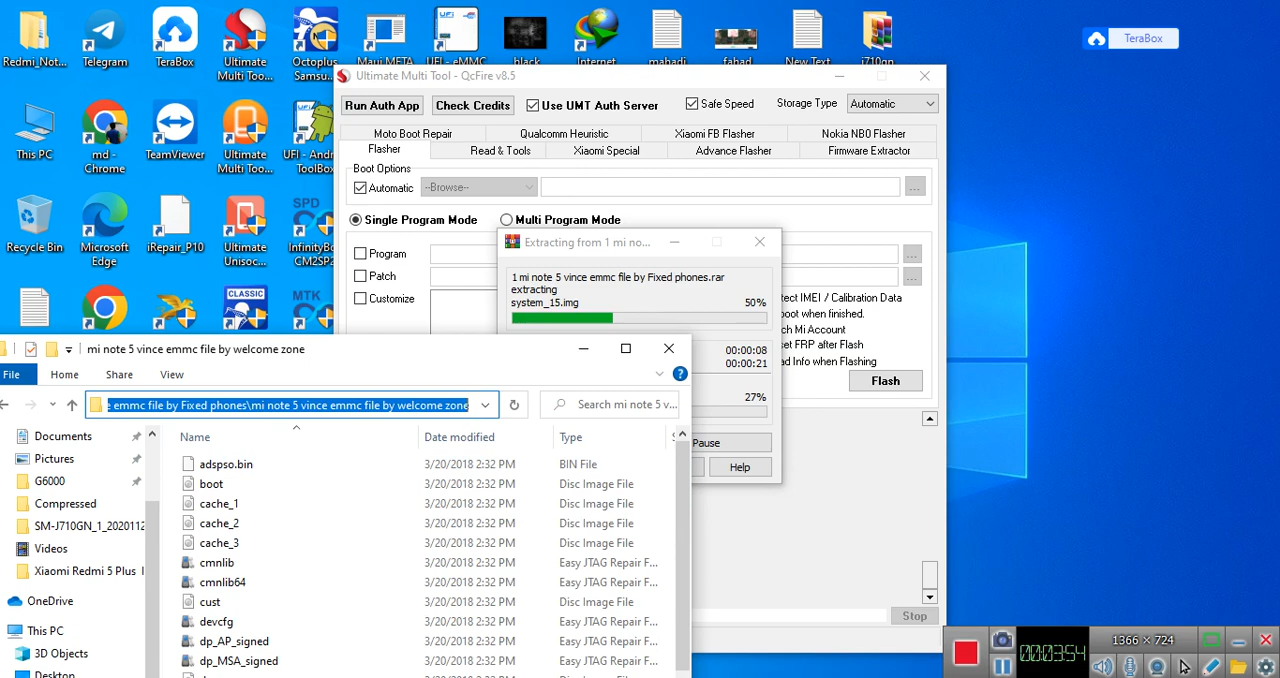 Redmi_Not...
Telegram
TeraBox
Ultimate
Multi Too...
Octoplus
Samsu...
Maui META
UFI - eMMC
black
Internet
mahadi
fahad
New Text
i710gn
TeraBox
This PC
md -
Chrome
TeamViewer
Ultimate
Multi Too...
UFI - Andr
ToolBox
Recycle Bin
Microsoft
Edge
iRepair_P10
Ultimate
Unisoc...
SPD
InfinityBo
CM2SP2
CLASSIC
MTK
Ultimate Multi Tool - QcFire v8.5
Run Auth App
Check Credits
Use UMT Auth Server
Safe Speed
Storage Type
Automatic
Moto Boot Repair
Qualcomm Heuristic
Xiaomi FB Flasher
Nokia NB0 Flasher
Flasher
Read & Tools
Xiaomi Special
Advance Flasher
Firmware Extractor
Boot Options
Automatic
--Browse--
...
Single Program Mode
Multi Program Mode
Program
...
Patch
...
Customize
tect IMEI / Calibration Data
boot when finished.
ch Mi Account
set FRP after Flash
ad Info when Flashing
Flash
Stop
Extracting from 1 mi no...
1 mi note 5 vince emmc file by Fixed phones.rar
extracting
system_15.img
50%
00:00:08
00:00:21
27%
Pause
Help
mi note 5 vince emmc file by welcome zone
File
Home
Share
View
e emmc file by Fixed phones\mi note 5 vince emmc file by welcome zone
Search mi note 5 v...
Documents
Pictures
G6000
Compressed
SM-J710GN_1_2020112
Videos
Xiaomi Redmi 5 Plus
OneDrive
This PC
3D Objects
Desktop
Name
Date modified
Type
S
adspso.bin 3/20/2018 2:32 PM BIN File
boot 3/20/2018 2:32 PM Disc Image File
cache_1 3/20/2018 2:32 PM Disc Image File
cache_2 3/20/2018 2:32 PM Disc Image File
cache_3 3/20/2018 2:32 PM Disc Image File
cmnlib 3/20/2018 2:32 PM Easy JTAG Repair F...
cmnlib64 3/20/2018 2:32 PM Easy JTAG Repair F...
cust 3/20/2018 2:32 PM Disc Image File
devcfg 3/20/2018 2:32 PM Easy JTAG Repair F...
dp_AP_signed 3/20/2018 2:32 PM Easy JTAG Repair F...
dp_MSA_signed 3/20/2018 2:32 PM Easy JTAG Repair F...
00:03:54
1366 × 724